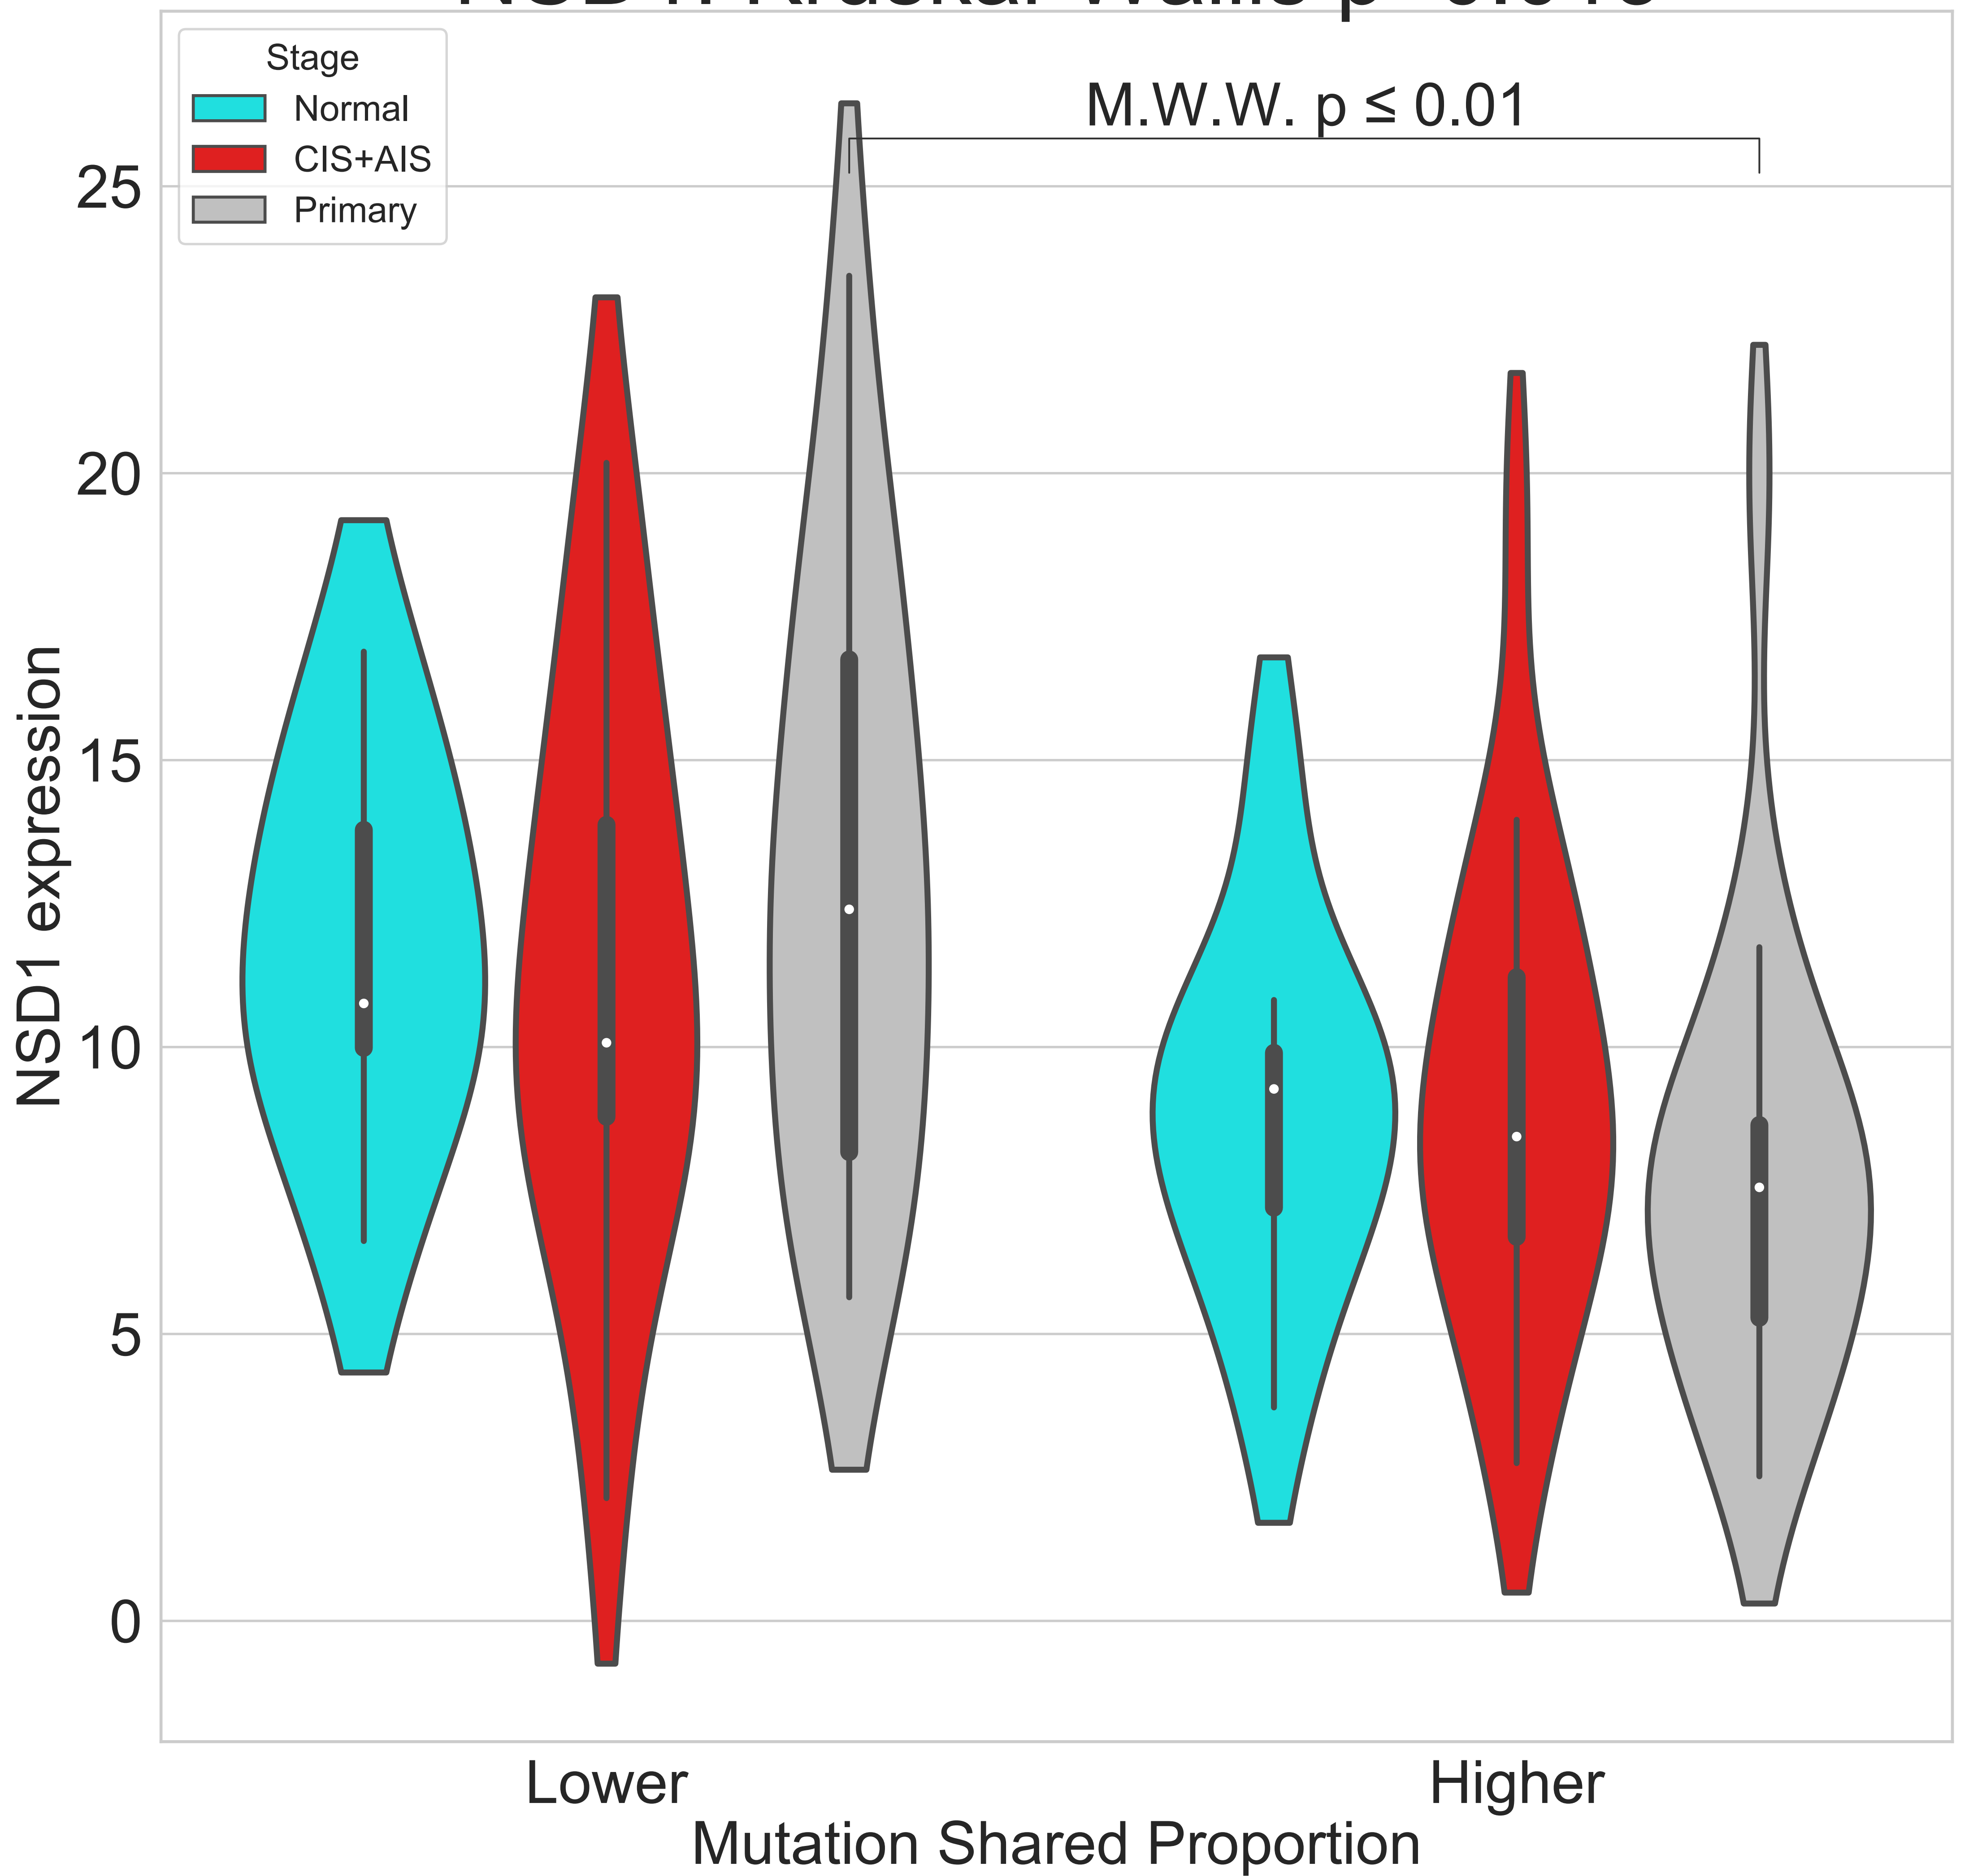 Stage
Normal
CIS+AIS
Primary
M.W.W. p ≤ 0.01
25
20
15
10
5
0
NSD1 expression
Lower
Higher
Mutation Shared Proportion